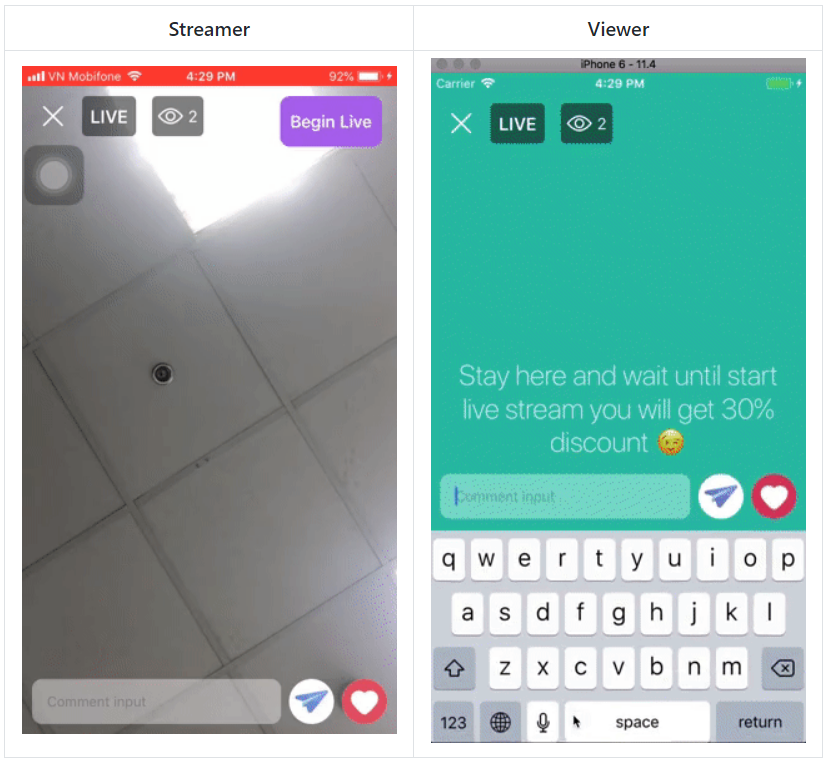 Streamer
Viewer
VN Mobifone 4:29 PM 92%
LIVE 2 Begin Live
Comment input
iPhone 6 - 11.4
Carrier 4:29 PM
LIVE 2
Stay here and wait until start
live stream you will get 30%
discount 😉
Comment input
q w e r t y u i o p
a s d f g h j k l
z x c v b n m
123 space return